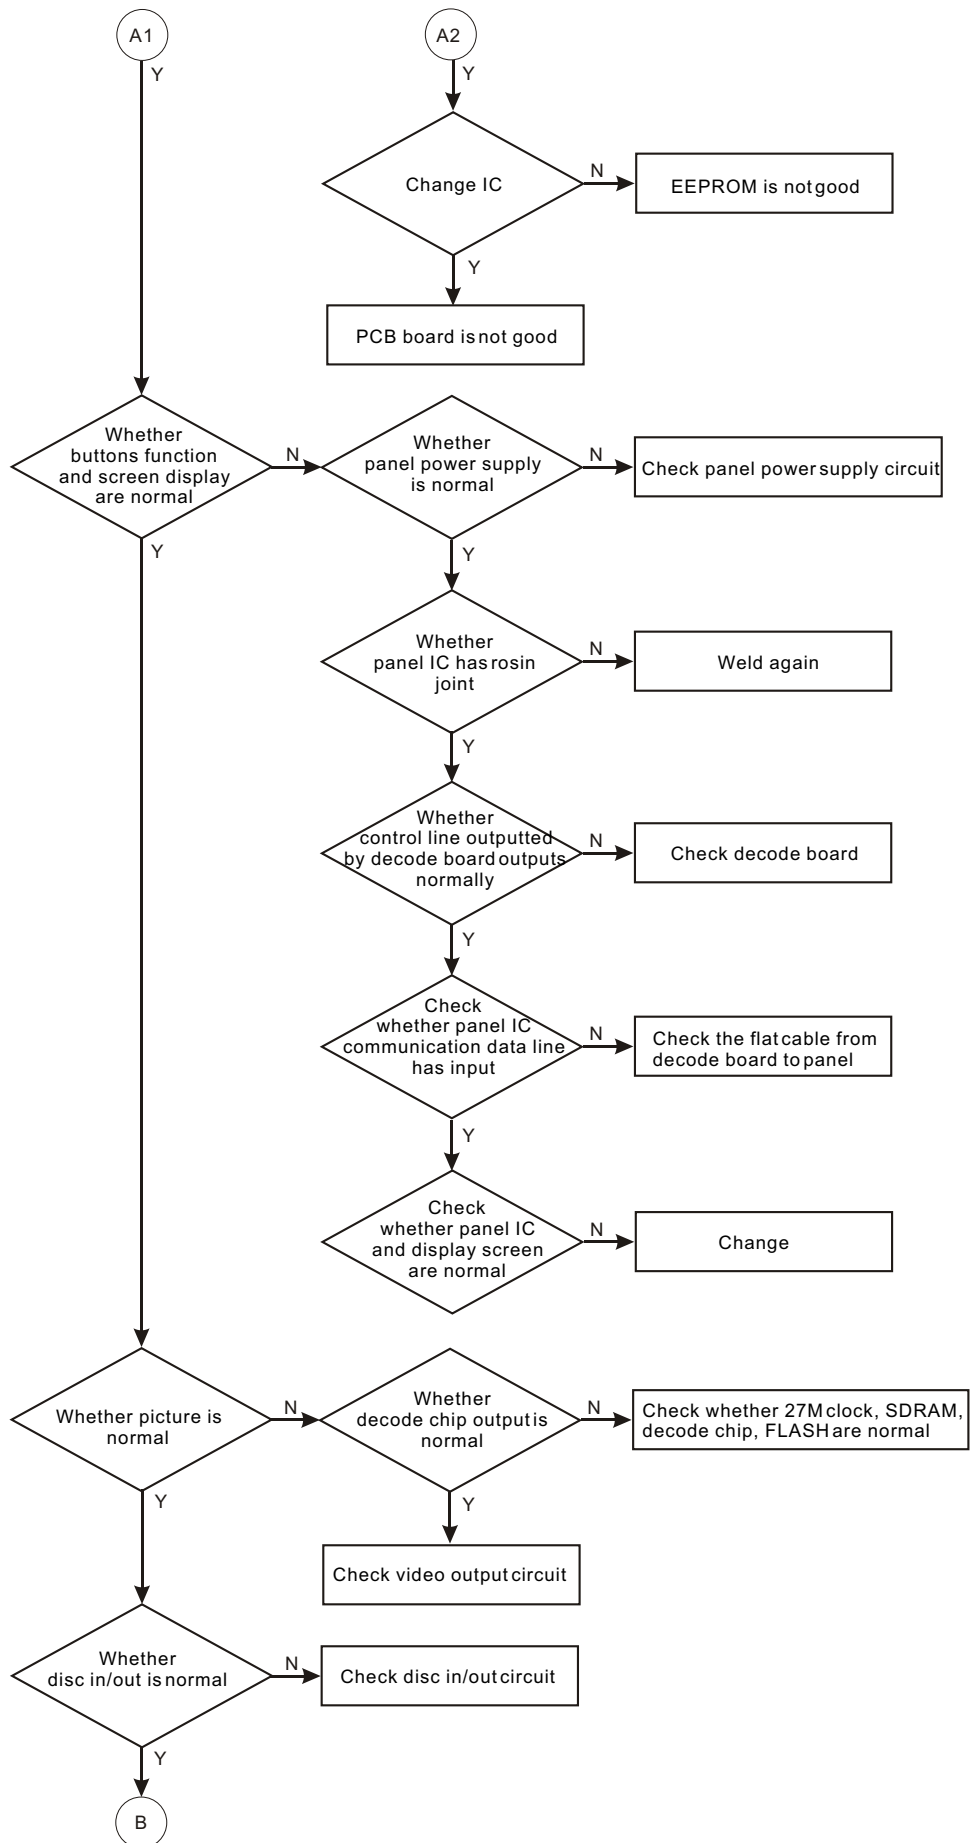 A1
A2
Y
Y
Change IC
N
EEPROM is not good
Y
PCB board is not good
Whether
buttons function
and screen display
are normal
N
Whether
panel power supply
is normal
N
Check panel power supply circuit
Y
Y
Whether
panel IC has rosin
joint
N
Weld again
Y
Whether
control line outputted
by decode board outputs
normally
N
Check decode board
Y
Check
whether panel IC
communication data line
has input
N
Check the flat cable from
decode board to panel
Y
Check
whether panel IC
and display screen
are normal
N
Change
Whether picture is
normal
N
Whether
decode chip output is
normal
N
Check whether 27M clock, SDRAM,
decode chip, FLASH are normal
Y
Y
Check video output circuit
Whether
disc in/out is normal
N
Check disc in/out circuit
Y
B